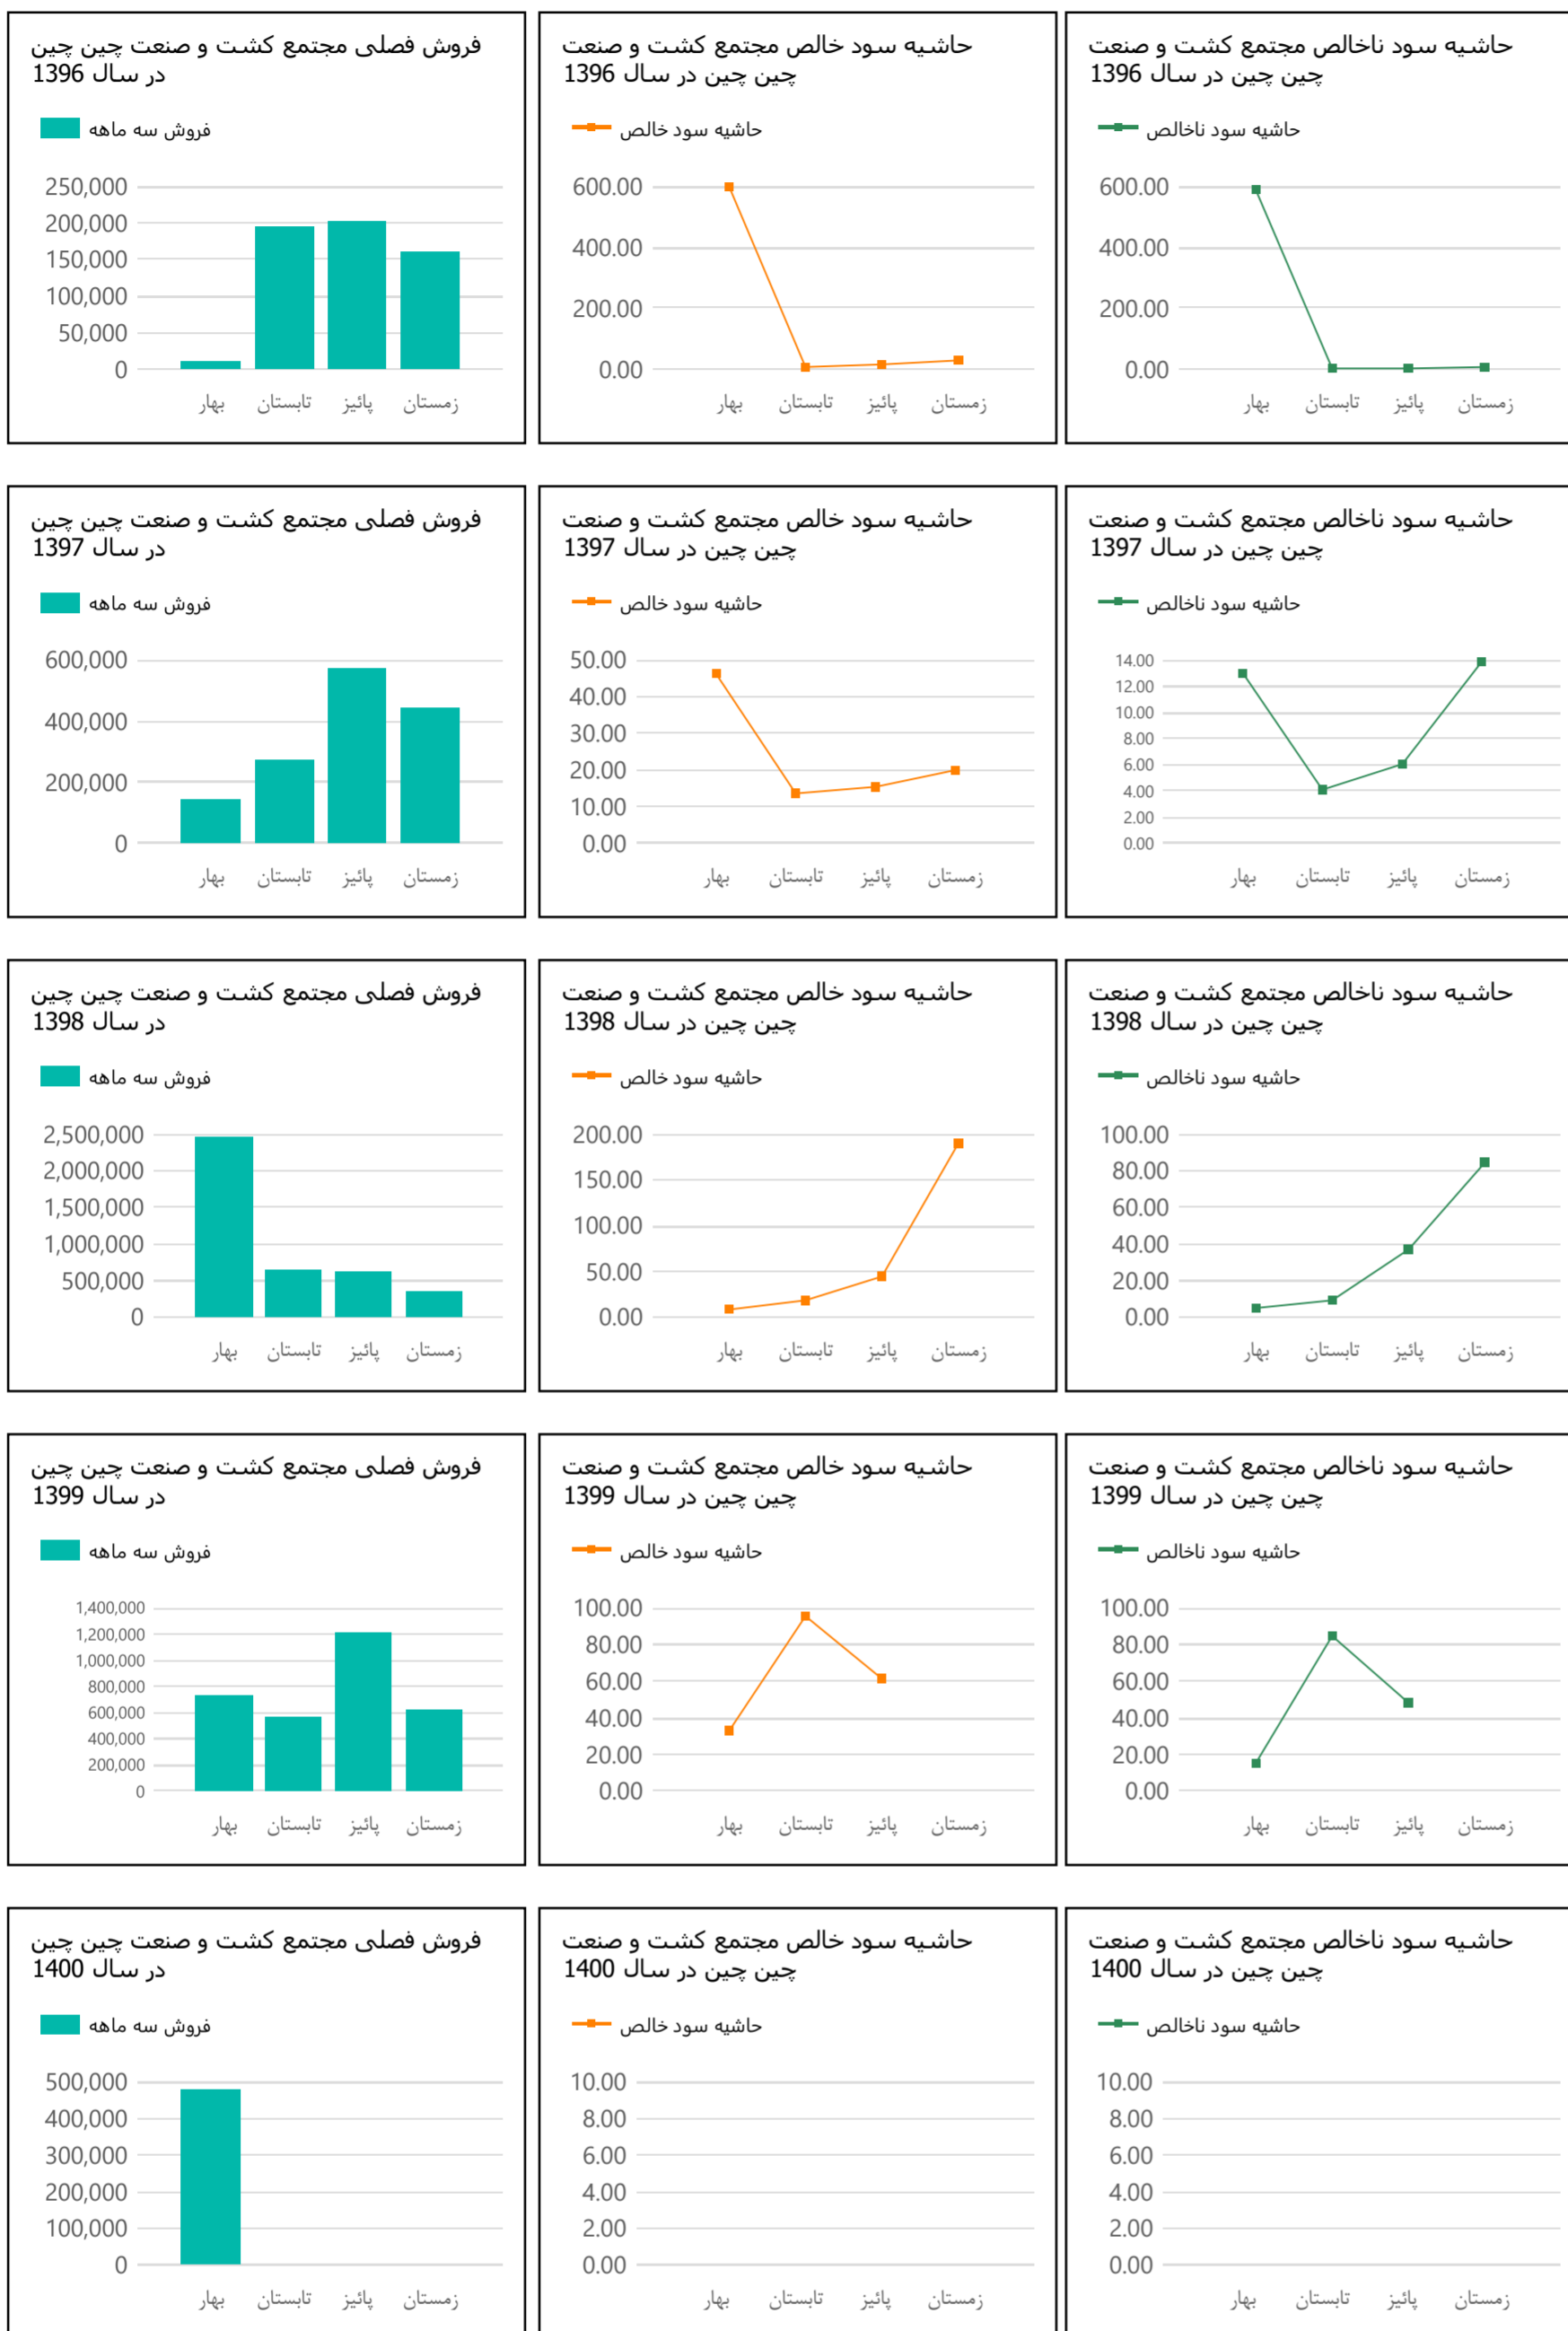 فروش فصلی مجتمع کشت و صنعت چین چین
در سال 1396
فروش سه ماهه
250,000
200,000
150,000
100,000
50,000
0
بهار تابستان پائیز زمستان
حاشیه سود خالص مجتمع کشت و صنعت
چین چین در سال 1396
حاشیه سود خالص
600.00
400.00
200.00
0.00
بهار تابستان پائیز زمستان
حاشیه سود ناخالص مجتمع کشت و صنعت
چین چین در سال 1396
حاشیه سود ناخالص
600.00
400.00
200.00
0.00
بهار تابستان پائیز زمستان
فروش فصلی مجتمع کشت و صنعت چین چین
در سال 1397
فروش سه ماهه
600,000
400,000
200,000
0
بهار تابستان پائیز زمستان
حاشیه سود خالص مجتمع کشت و صنعت
چین چین در سال 1397
حاشیه سود خالص
50.00
40.00
30.00
20.00
10.00
0.00
بهار تابستان پائیز زمستان
حاشیه سود ناخالص مجتمع کشت و صنعت
چین چین در سال 1397
حاشیه سود ناخالص
14.00
12.00
10.00
8.00
6.00
4.00
2.00
0.00
بهار تابستان پائیز زمستان
فروش فصلی مجتمع کشت و صنعت چین چین
در سال 1398
فروش سه ماهه
2,500,000
2,000,000
1,500,000
1,000,000
500,000
0
بهار تابستان پائیز زمستان
حاشیه سود خالص مجتمع کشت و صنعت
چین چین در سال 1398
حاشیه سود خالص
200.00
150.00
100.00
50.00
0.00
بهار تابستان پائیز زمستان
حاشیه سود ناخالص مجتمع کشت و صنعت
چین چین در سال 1398
حاشیه سود ناخالص
100.00
80.00
60.00
40.00
20.00
0.00
بهار تابستان پائیز زمستان
فروش فصلی مجتمع کشت و صنعت چین چین
در سال 1399
فروش سه ماهه
1,400,000
1,200,000
1,000,000
800,000
600,000
400,000
200,000
0
بهار تابستان پائیز زمستان
حاشیه سود خالص مجتمع کشت و صنعت
چین چین در سال 1399
حاشیه سود خالص
100.00
80.00
60.00
40.00
20.00
0.00
بهار تابستان پائیز زمستان
حاشیه سود ناخالص مجتمع کشت و صنعت
چین چین در سال 1399
حاشیه سود ناخالص
100.00
80.00
60.00
40.00
20.00
0.00
بهار تابستان پائیز زمستان
فروش فصلی مجتمع کشت و صنعت چین چین
در سال 1400
فروش سه ماهه
500,000
400,000
300,000
200,000
100,000
0
بهار تابستان پائیز زمستان
حاشیه سود خالص مجتمع کشت و صنعت
چین چین در سال 1400
حاشیه سود خالص
10.00
8.00
6.00
4.00
2.00
0.00
بهار تابستان پائیز زمستان
حاشیه سود ناخالص مجتمع کشت و صنعت
چین چین در سال 1400
حاشیه سود ناخالص
10.00
8.00
6.00
4.00
2.00
0.00
بهار تابستان پائیز زمستان